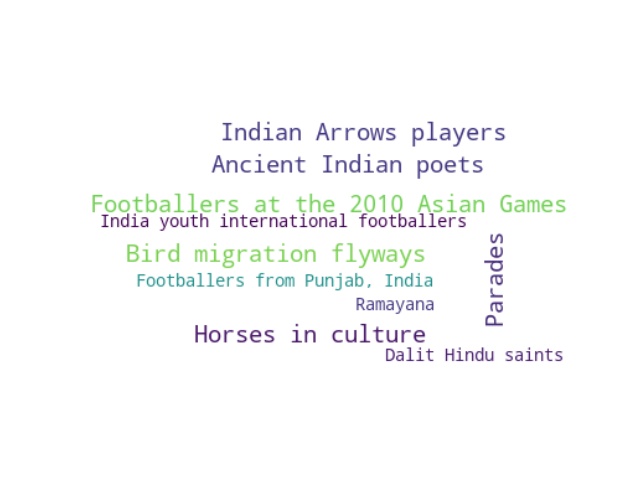 Indian Arrows players
Ancient Indian poets
Footballers at the 2010 Asian Games
India youth international footballers
Bird migration flyways
Parades
Footballers from Punjab, India
Ramayana
Horses in culture
Dalit Hindu saints